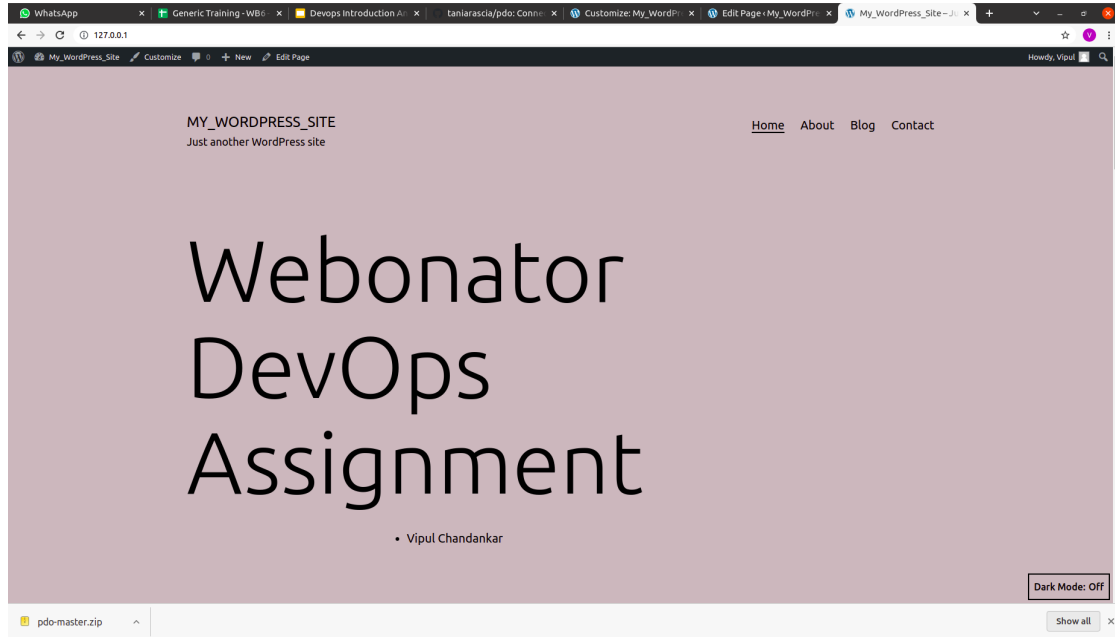 WhatsApp
Generic Training - WB6
Devops Introduction An
taniarascia/pdo: Conne
Customize: My_WordPr
Edit Page ‹ My_WordPre
My_WordPress_Site – Ju
127.0.0.1
V
My_WordPress_Site
Customize
0
New
Edit Page
Howdy, Vipul
MY_WORDPRESS_SITE
Just another WordPress site
Home About Blog Contact
Webonator
DevOps
Assignment
• Vipul Chandankar
Dark Mode: Off
pdo-master.zip
Show all